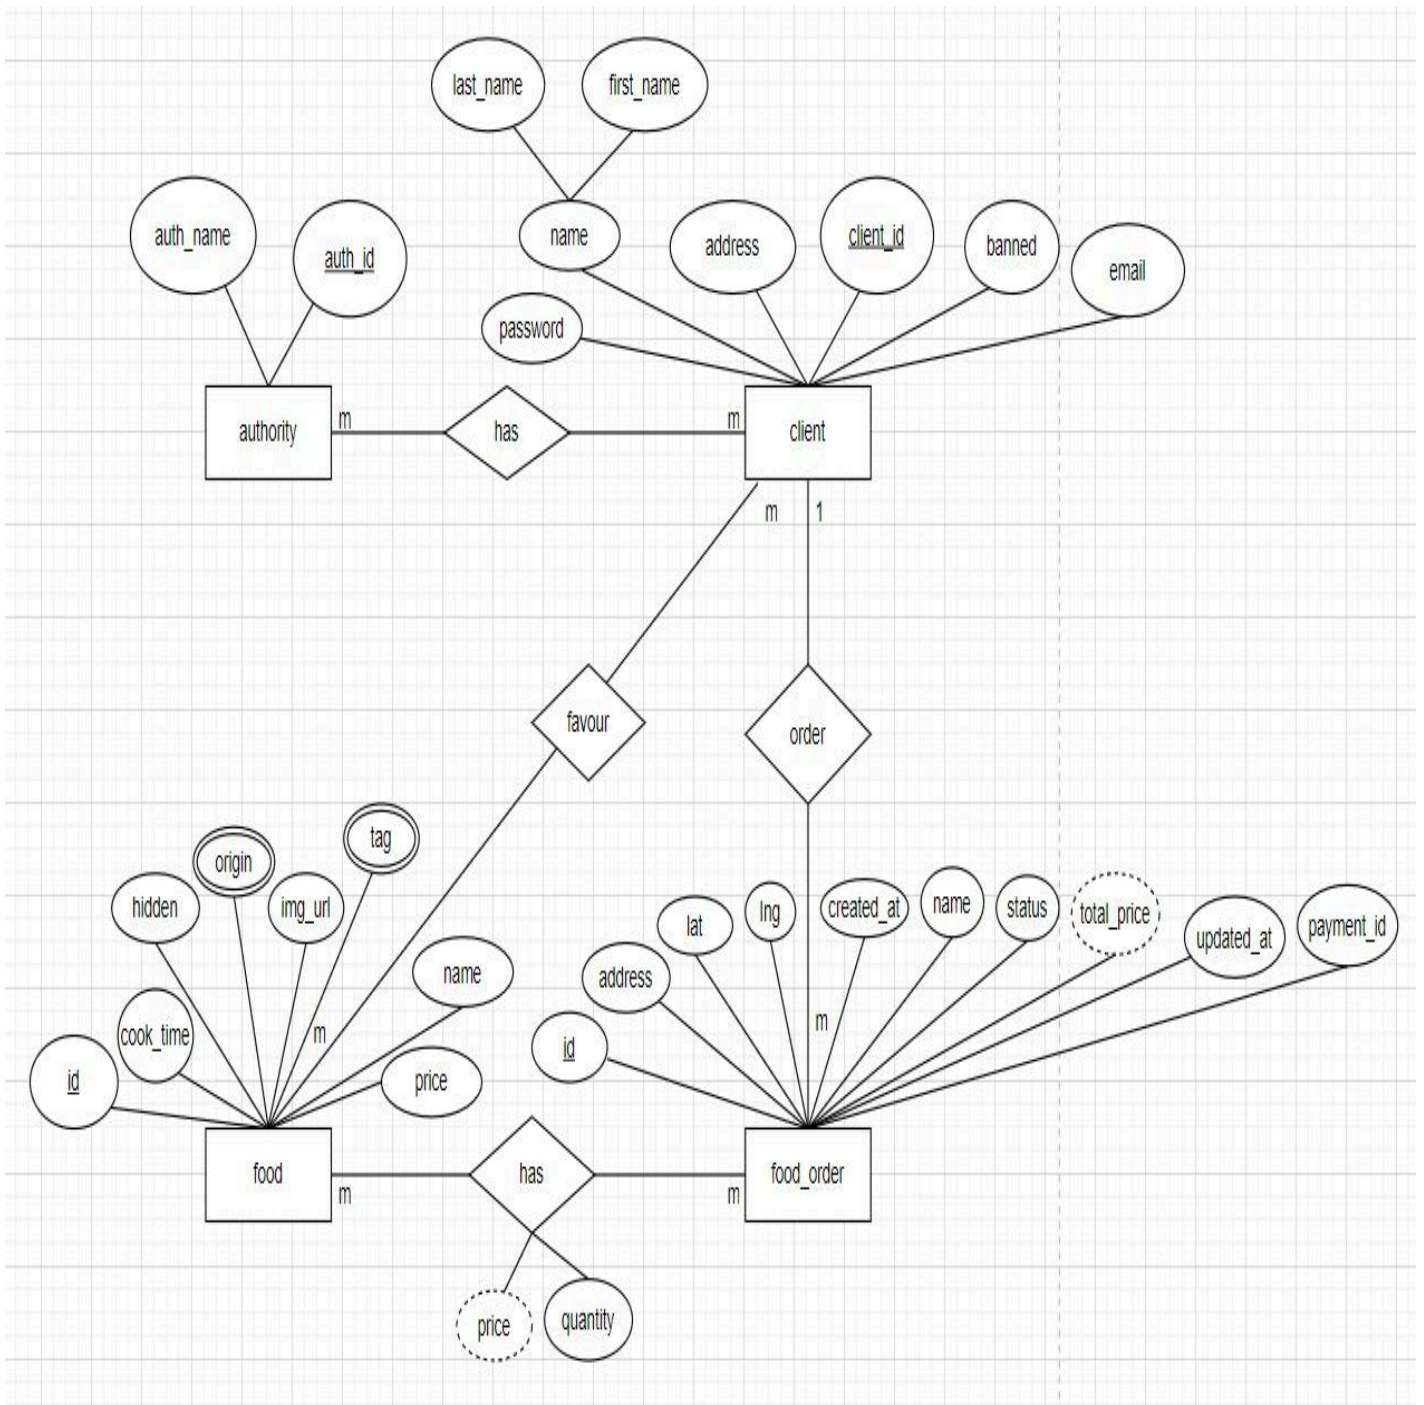 last_name
first_name
auth_name
auth_id
name
address
client_id
banned
email
password
authority
m
has
m
client
m
1
favour
order
tag
origin
hidden
img_url
name
cook_time
m
id
price
lat
lng
created_at
name
status
total_price
updated_at
payment_id
address
m
id
food
m
has
m
food_order
price
quantity